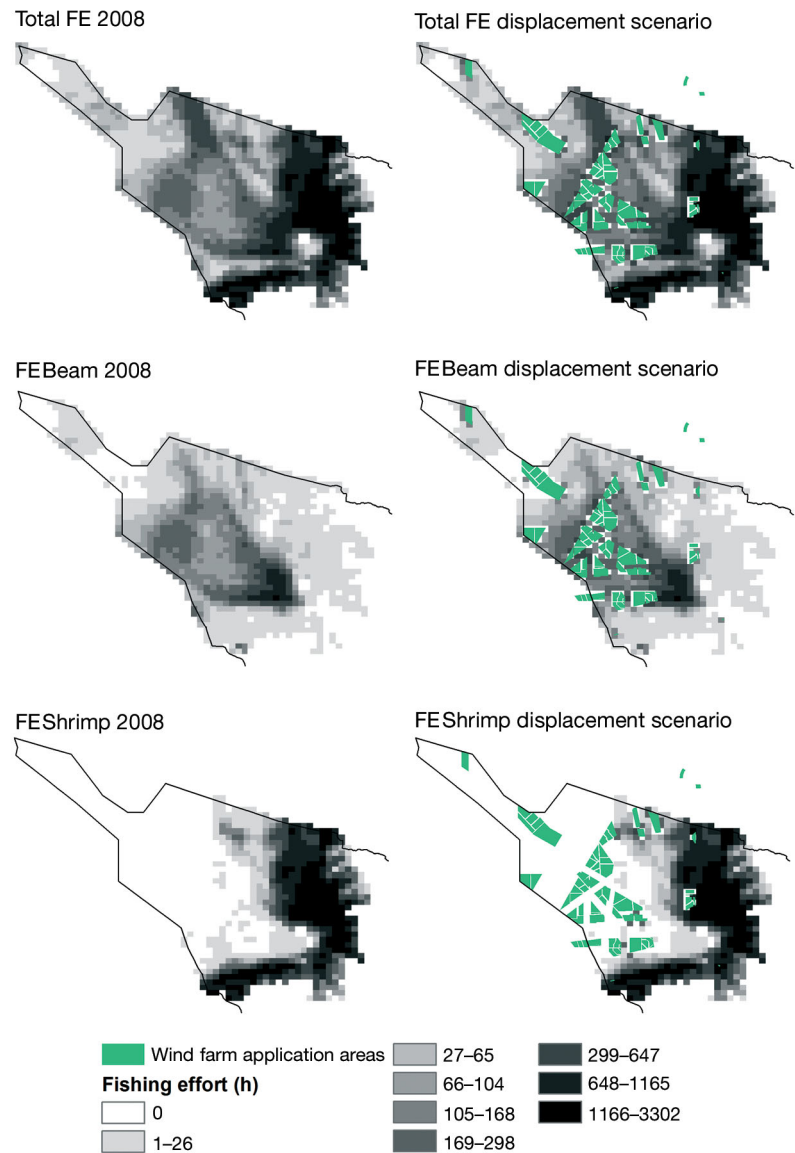 Total FE 2008
Total FE displacement scenario
FEBeam 2008
FEBeam displacement scenario
FEShrimp 2008
FEShrimp displacement scenario
Wind farm application areas
Fishing effort (h)
0
1–26
27–65
66–104
105–168
169–298
299–647
648–1165
1166–3302